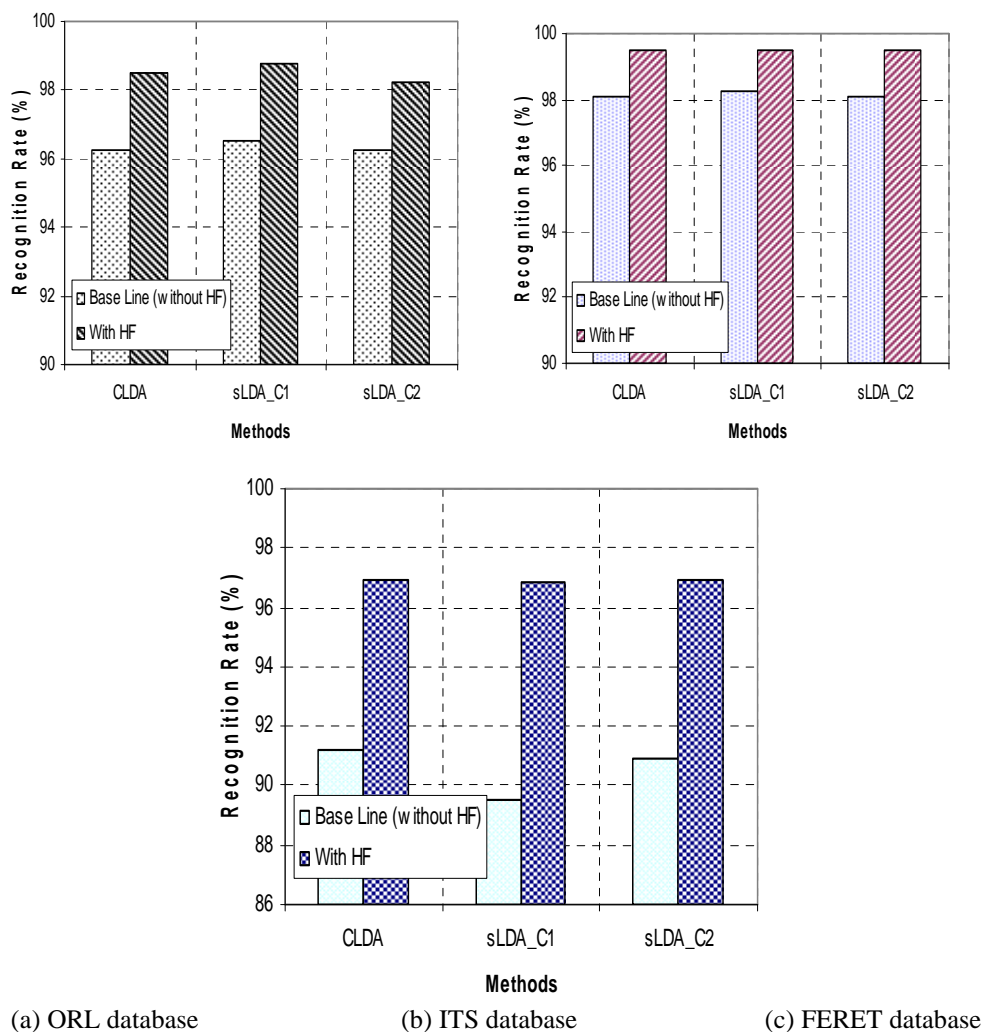 100
98
96
94
92
90
Recognition Rate (%)
Base Line (without HF)
With HF
CLDA sLDA_C1 sLDA_C2
Methods
100
98
96
94
92
90
Recognition Rate (%)
Base Line (without HF)
With HF
CLDA sLDA_C1 sLDA_C2
Methods
100
98
96
94
92
90
88
86
Recognition Rate (%)
Base Line (without HF)
With HF
CLDA sLDA_C1 sLDA_C2
Methods
(a) ORL database (b) ITS database (c) FERET database